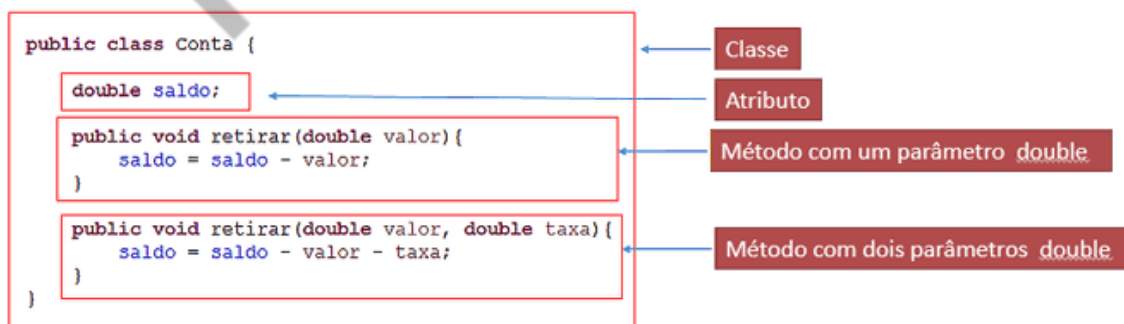 public class Conta {
Classe
double saldo;
Atributo
public void retirar(double valor){
saldo = saldo - valor;
}
Método com um parâmetro double
public void retirar(double valor, double taxa){
saldo = saldo - valor - taxa;
}
Método com dois parâmetros double
}